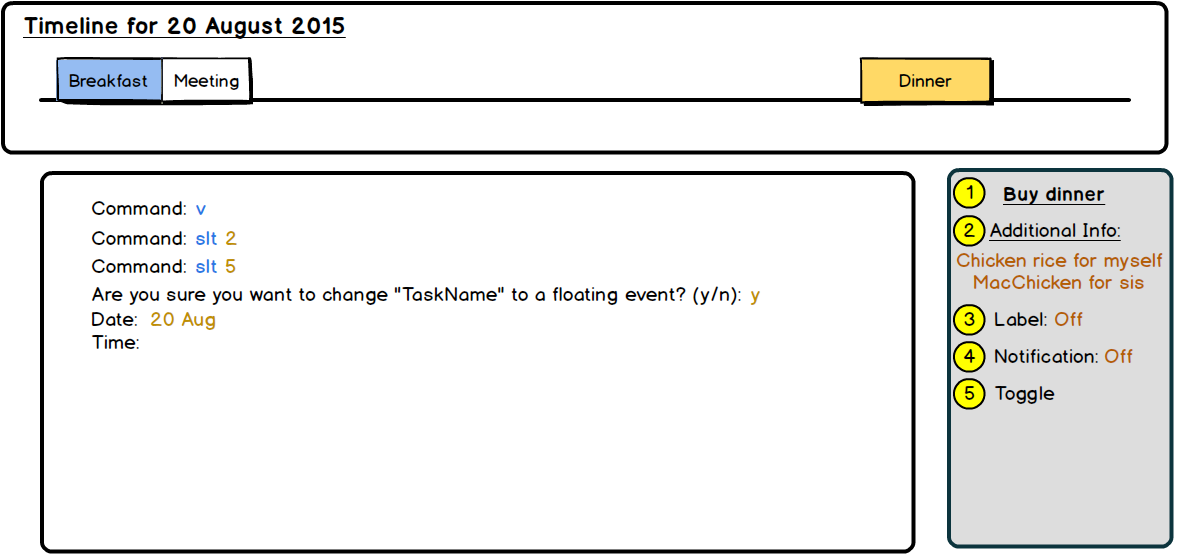 Timeline for 20 August 2015
Breakfast Meeting Dinner
Command: v
Command: slt 2
Command: slt 5
Are you sure you want to change "TaskName" to a floating event? (y/n): y
Date: 20 Aug
Time:
1 Buy dinner
2 Additional Info:
Chicken rice for myself
MacChicken for sis
3 Label: Off
4 Notification: Off
5 Toggle